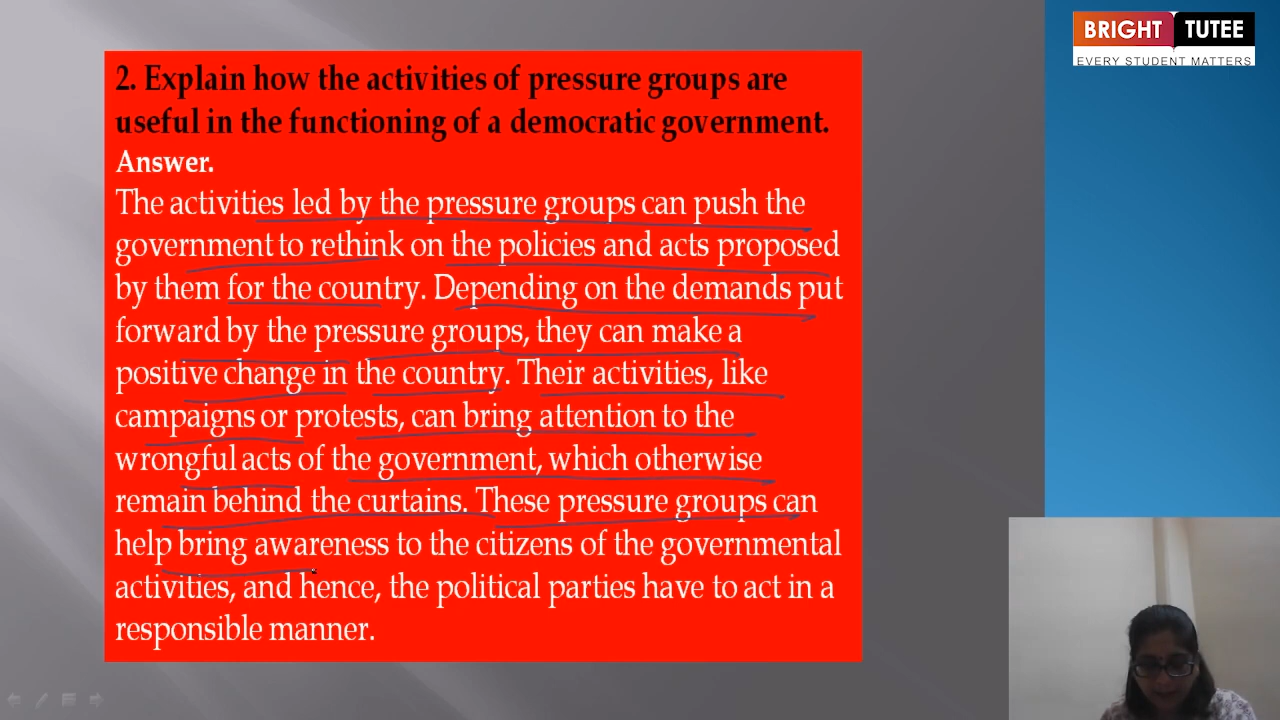 BRIGHT TUTEE
EVERY STUDENT MATTERS
2. Explain how the activities of pressure groups are
useful in the functioning of a democratic government.
Answer.
The activities led by the pressure groups can push the
government to rethink on the policies and acts proposed
by them for the country. Depending on the demands put
forward by the pressure groups, they can make a
positive change in the country. Their activities, like
campaigns or protests, can bring attention to the
wrongful acts of the government, which otherwise
remain behind the curtains. These pressure groups can
help bring awareness to the citizens of the governmental
activities, and hence, the political parties have to act in a
responsible manner.